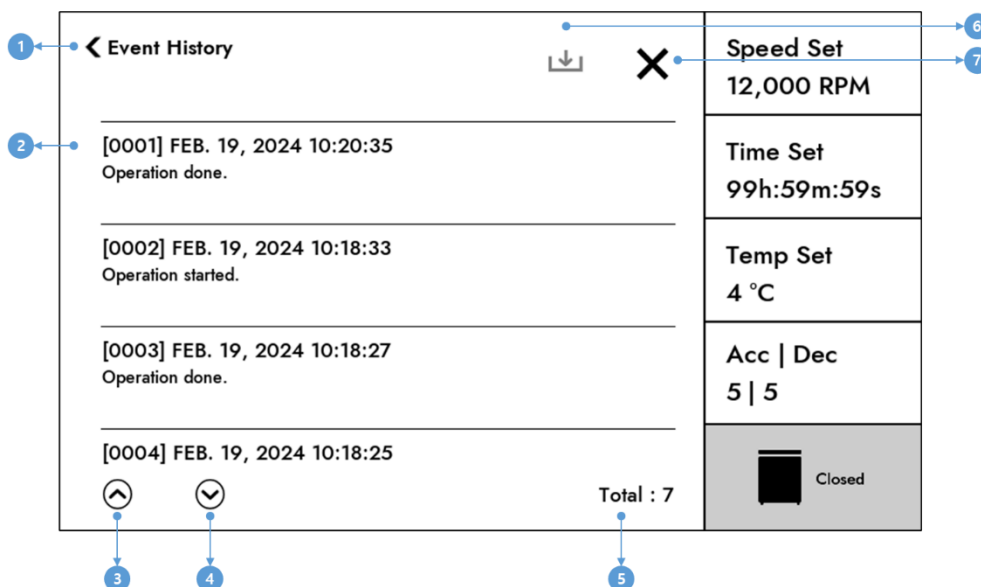 1
Event History
6
7
2
[0001] FEB. 19, 2024 10:20:35
Operation done.
[0002] FEB. 19, 2024 10:18:33
Operation started.
[0003] FEB. 19, 2024 10:18:27
Operation done.
[0004] FEB. 19, 2024 10:18:25
Total : 7
Speed Set
12,000 RPM
Time Set
99h:59m:59s
Temp Set
4 °C
Acc | Dec
5 | 5
Closed
3
4
5